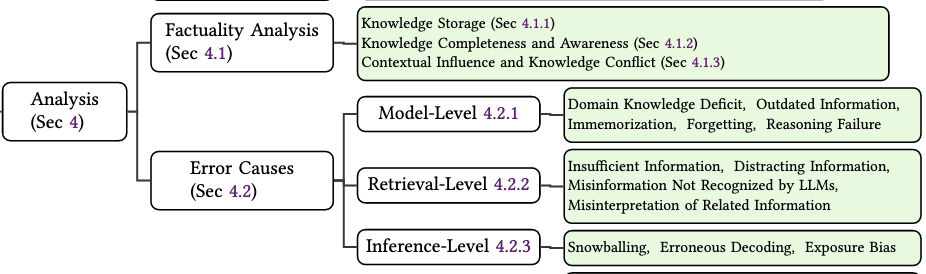 Factuality Analysis
(Sec 4.1)
Knowledge Storage (Sec 4.1.1)
Knowledge Completeness and Awareness (Sec 4.1.2)
Contextual Influence and Knowledge Conflict (Sec 4.1.3)
Analysis
(Sec 4)
Model-Level 4.2.1
Domain Knowledge Deficit, Outdated Information,
Immemorization, Forgetting, Reasoning Failure
Error Causes
(Sec 4.2)
Retrieval-Level 4.2.2
Insufficient Information, Distracting Information,
Misinformation Not Recognized by LLMs,
Misinterpretation of Related Information
Inference-Level 4.2.3
Snowballing, Erroneous Decoding, Exposure Bias